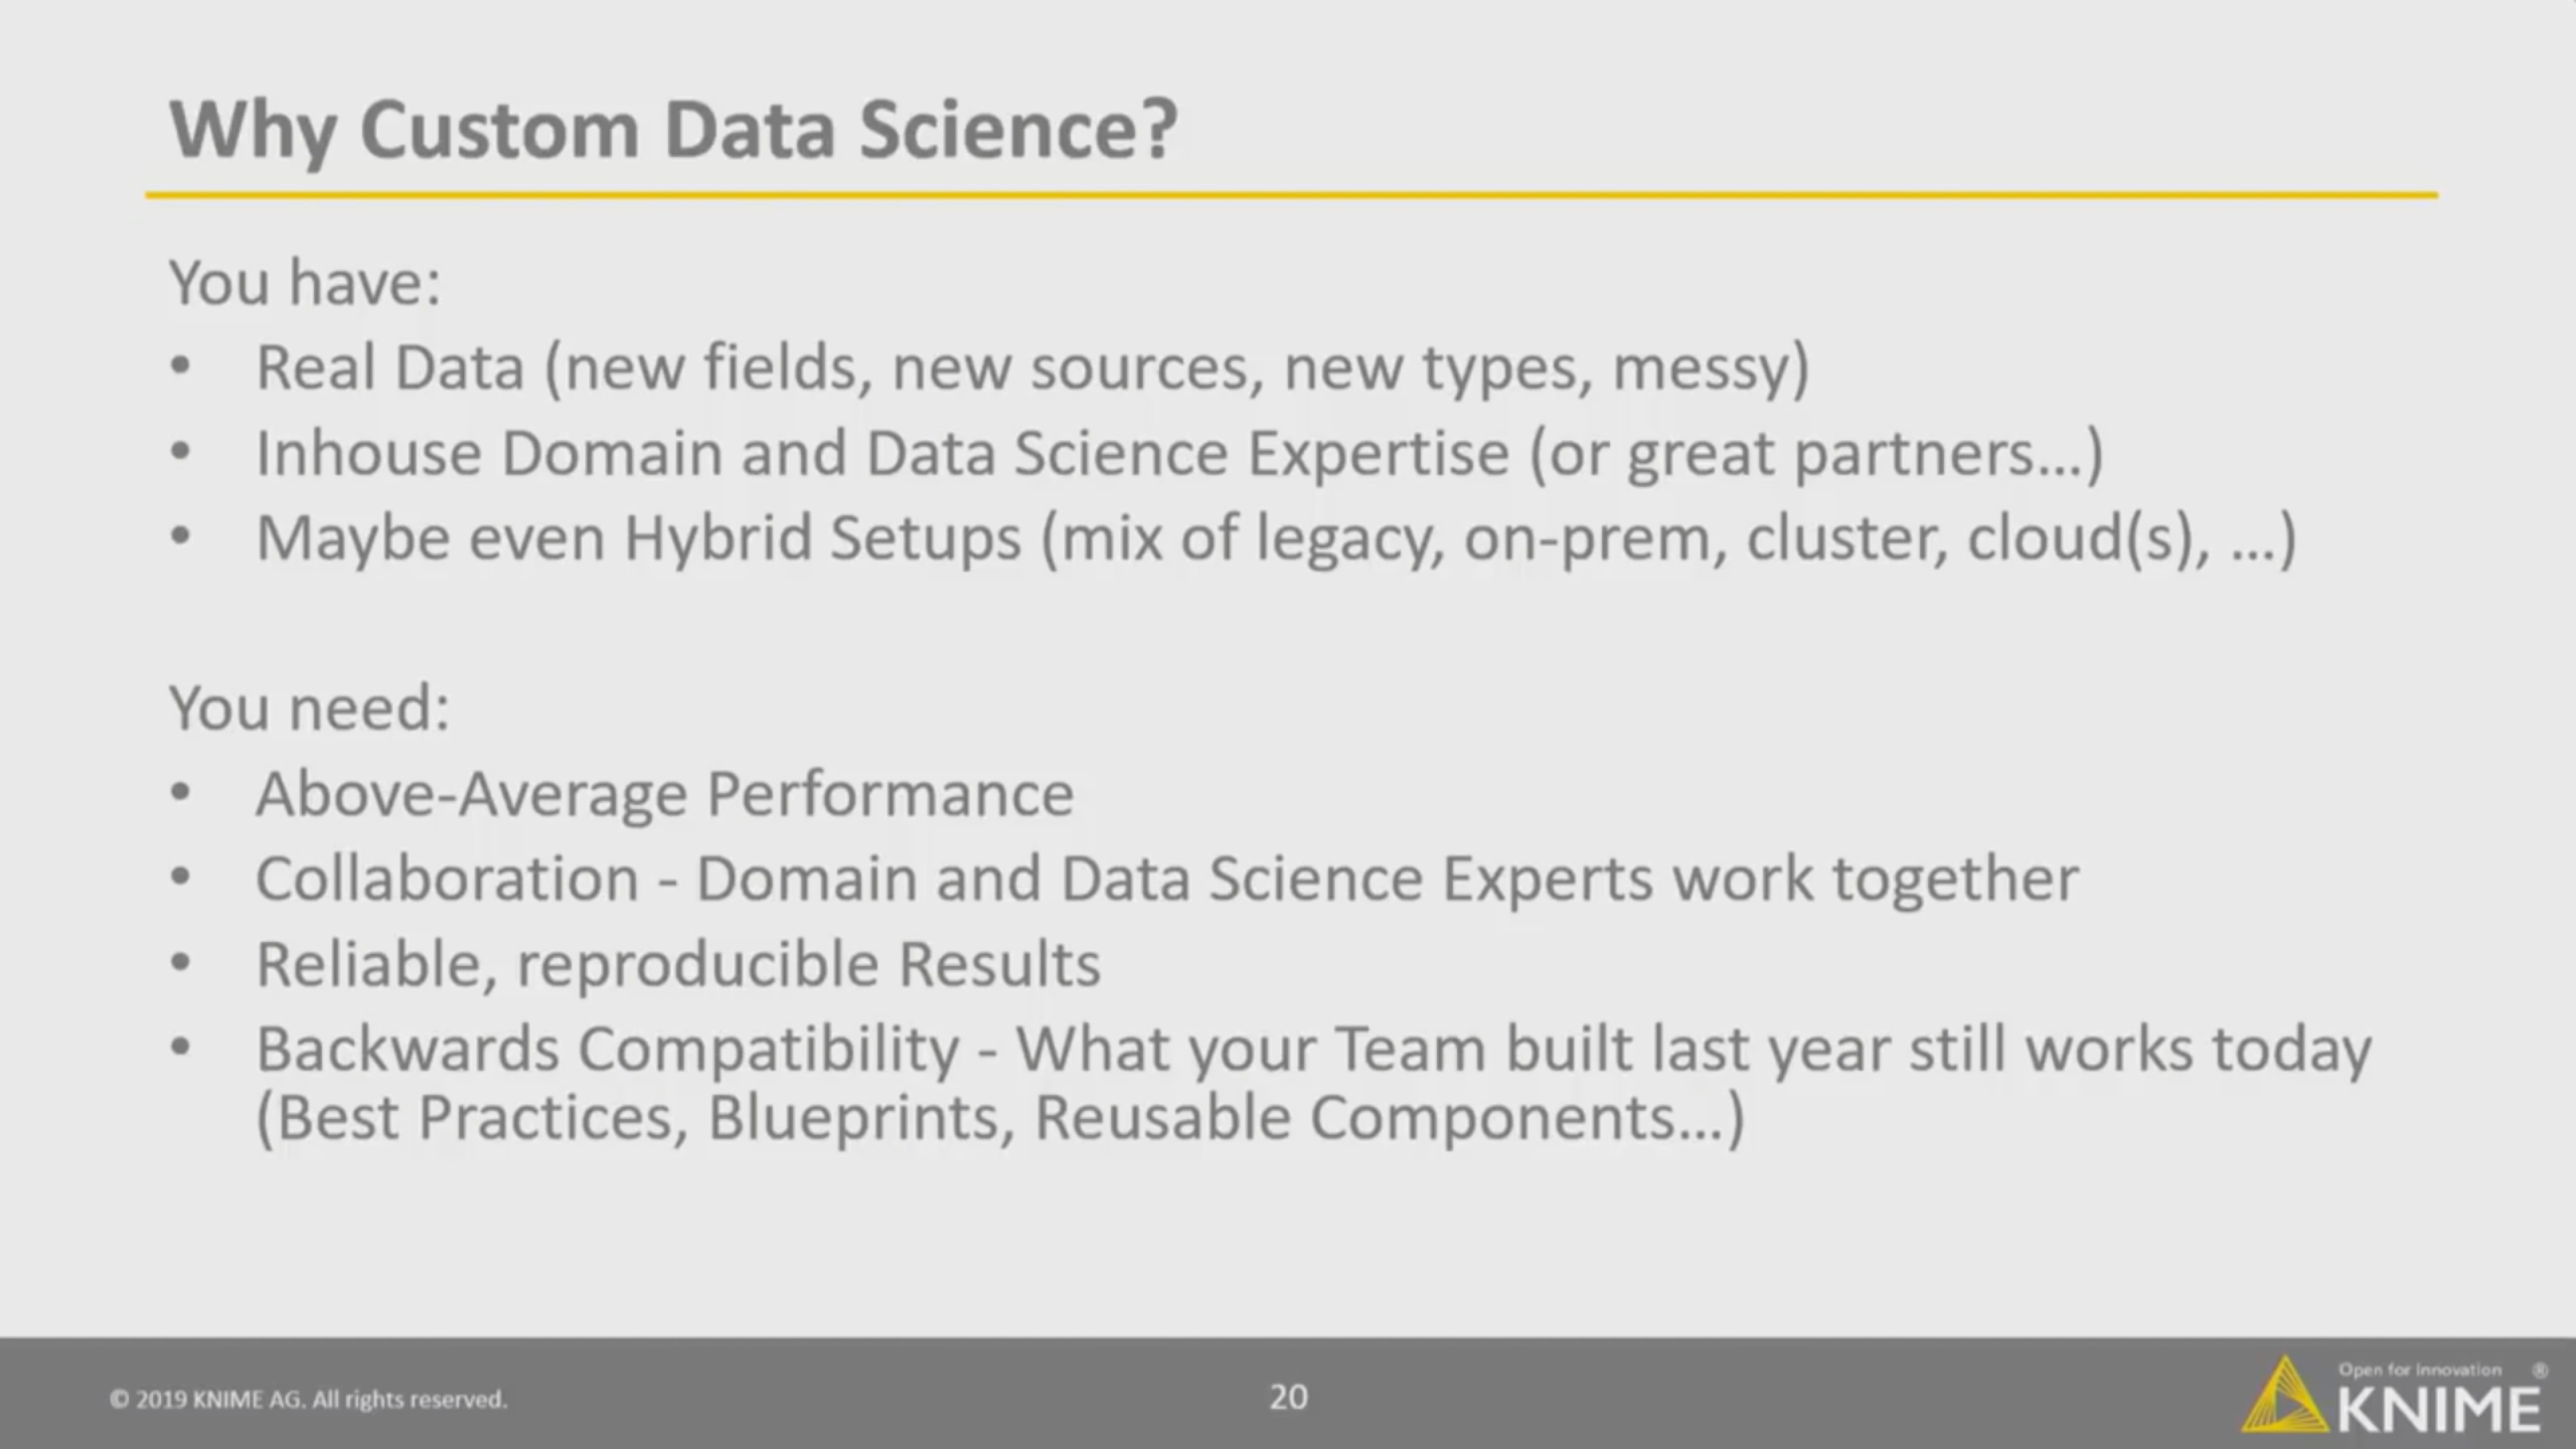 Why Custom Data Science?
You have:
• Real Data (new fields, new sources, new types, messy)
• Inhouse Domain and Data Science Expertise (or great partners...)
• Maybe even Hybrid Setups (mix of legacy, on-prem, cluster, cloud(s), ...)
You need:
• Above-Average Performance
• Collaboration - Domain and Data Science Experts work together
• Reliable, reproducible Results
• Backwards Compatibility - What your Team built last year still works today
(Best Practices, Blueprints, Reusable Components...)
© 2019 KNIME AG. All rights reserved.
20
Open for Innovation ®
KNIME